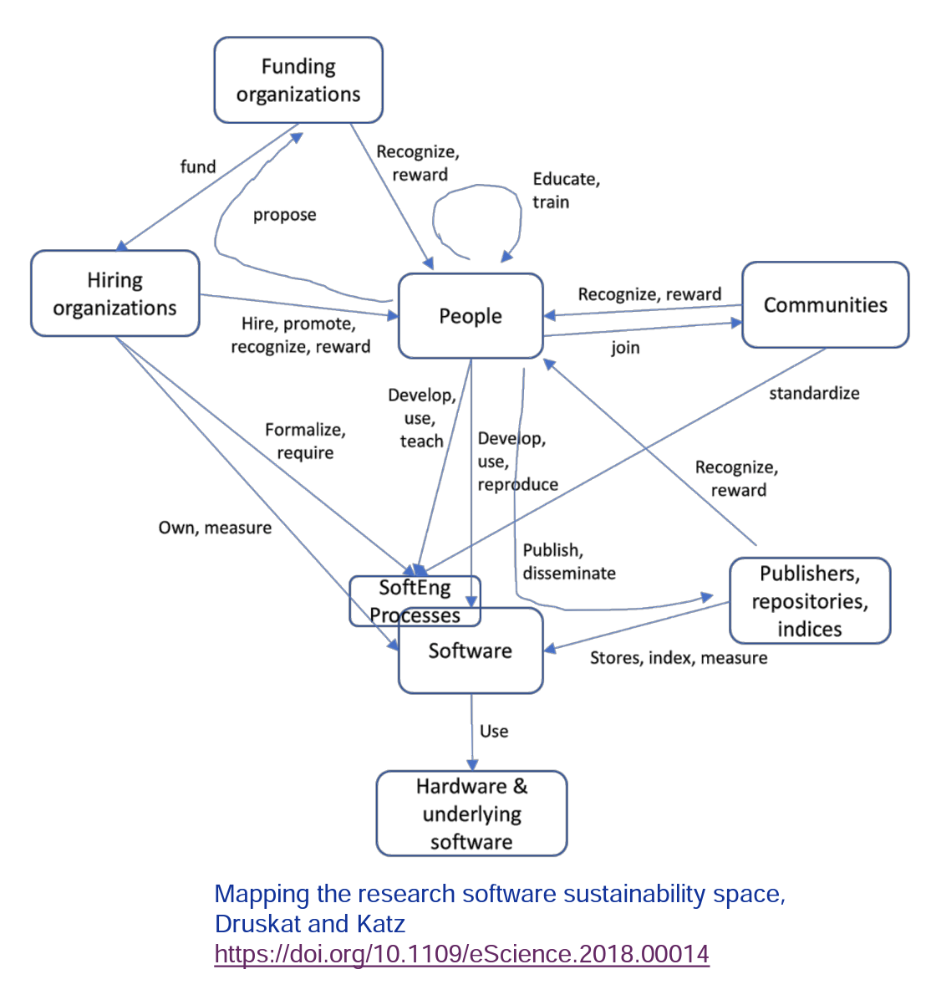 Funding
organizations
fund
Recognize,
reward
Educate,
train
propose
Hiring
organizations
Hire, promote,
recognize, reward
People
Recognize, reward
join
Communities
standardize
Formalize,
require
Develop,
use,
teach
Develop,
use,
reproduce
Recognize,
reward
Own, measure
Publish,
disseminate
SoftEng
Processes
Software
Publishers,
repositories,
indices
Stores, index, measure
Use
Hardware &
underlying
software
Mapping the research software sustainability space,
Druskat and Katz
https://doi.org/10.1109/eScience.2018.00014